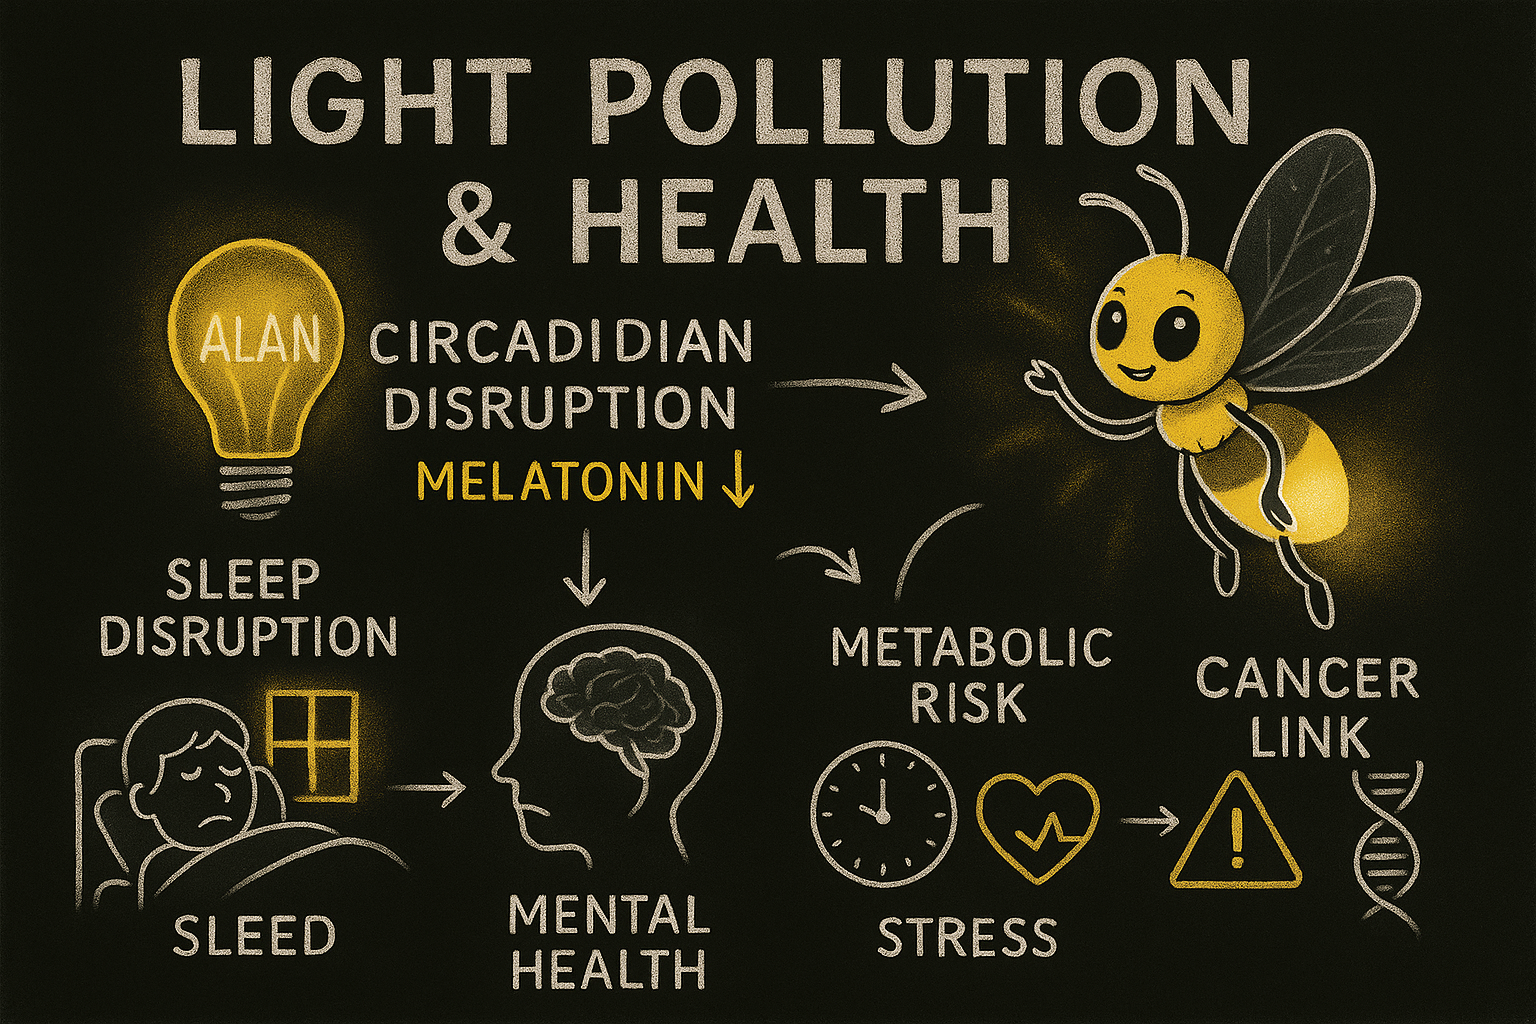 LIGHT POLLUTION
& HEALTH
ALAN
CIRCADIDIAN
DISRUPTION
MELATONIN ↓
SLEEP
DISRUPTION
METABOLIC
RISK
CANCER
LINK
SLEED
MENTAL
HEALTH
STRESS